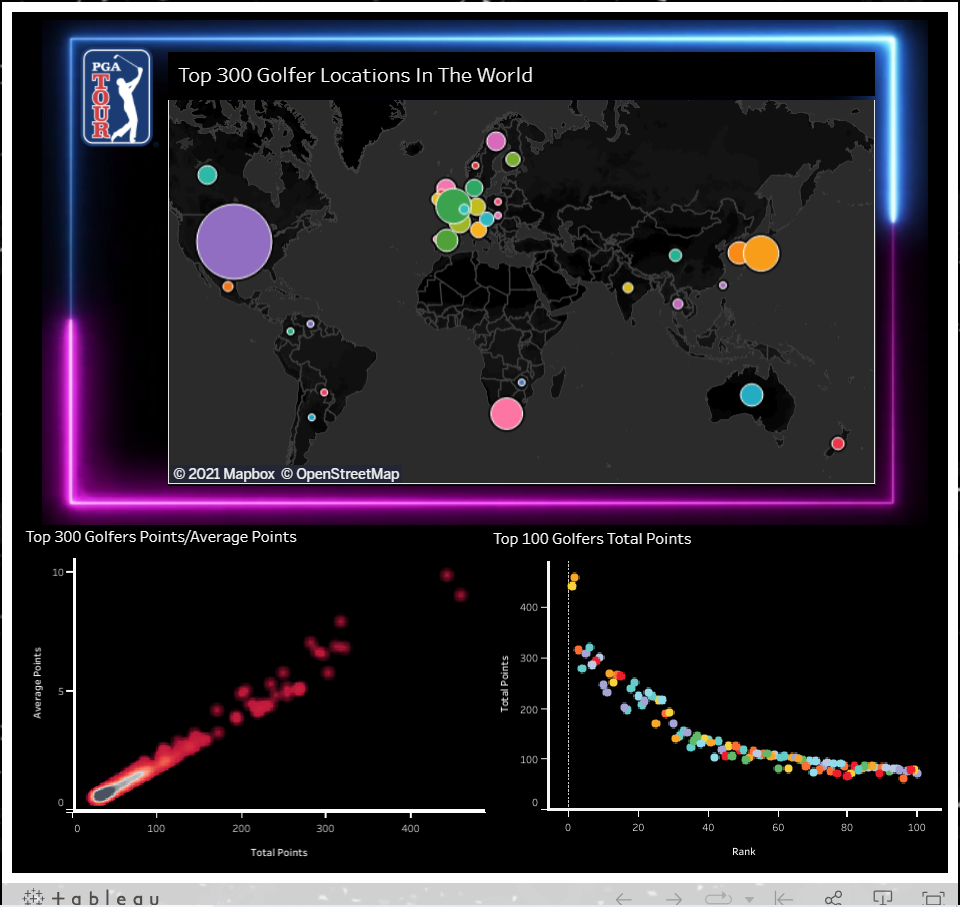 PGA
TOUR
Top 300 Golfer Locations In The World
© 2021 Mapbox © OpenStreetMap
Top 300 Golfers Points/Average Points
Top 100 Golfers Total Points
10
5
0
Average Points
0 100 200 300 400
Total Points
400
300
200
100
0
Total Points
0 20 40 60 80 100
Rank
+ a b l e a u